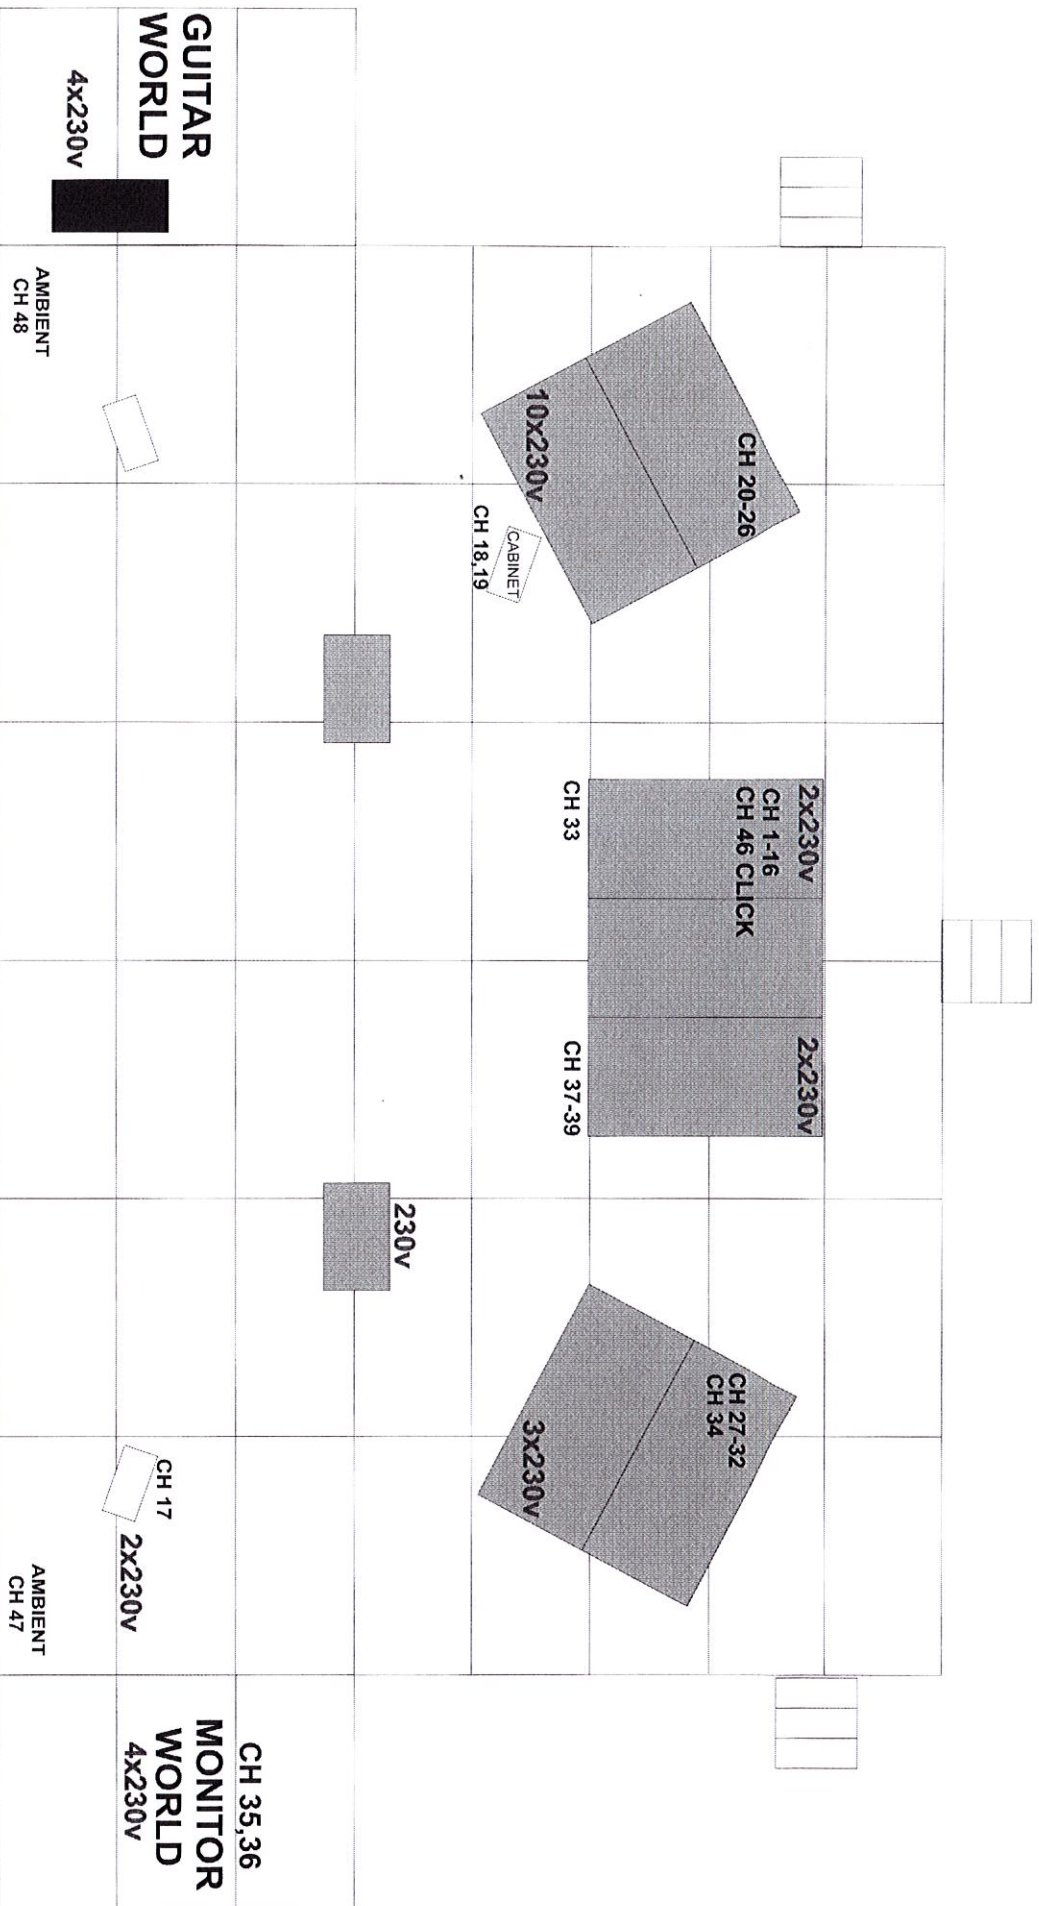 CH 20-26
10x230v
CABINET
CH 18,19
2x230v
CH 1-16
CH 46 CLICK
2x230v
CH 33
CH 37-39
CH 27-32
CH 34
3x230v
230v
GUITAR
WORLD
4x230v
AMBIENT
CH 48
CH 17
2x230v
AMBIENT
CH 47
CH 35,36
MONITOR
WORLD
4x230v